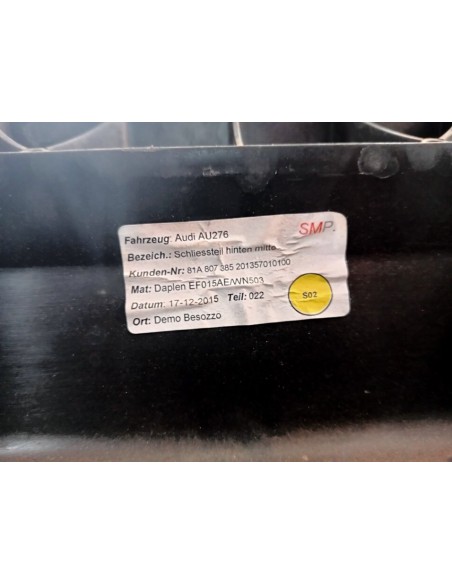 SMP.
Fahrzeug: Audi AU276
Bezeich.: Schliessteil hinten mitte
Kunden-Nr: 81A 807 385 201357010100
Mat: Daplen EF015AE/WN503
Datum: 17-12-2015 Teil: 022
S02
Ort: Demo Besozzo